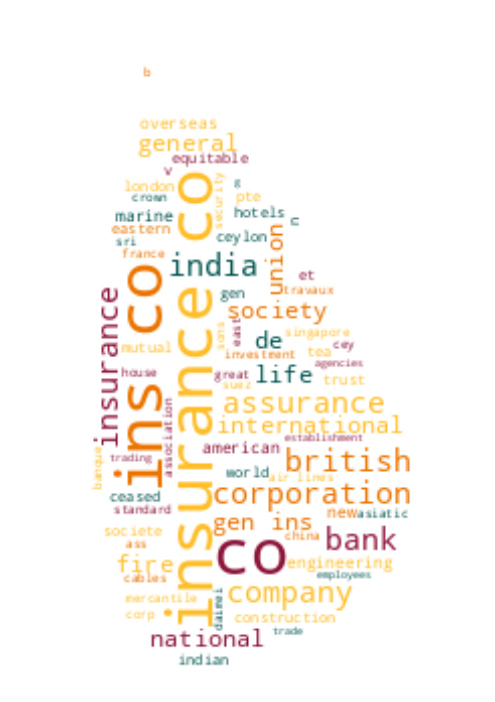 b
overseas
general
equitable
v
london
security
g
crown
pte
marine
hotels
c
eastern
ceylon
sri
union
france
india
et
insurance co
ins co
gen
travaux
insurance
society
sons
east
singapore
de
cey
mutual
investment
tea
agencies
house
great
life
suez
trust
association
assurance
international
establishment
american
banque
trading
british
world
air lines
ceased
corporation
standard
new
asiatic
gen ins
societe
china
bank
ass
co
fire
engineering
cables
employees
daimei
company
mercantile
corp
construction
trade
national
indian